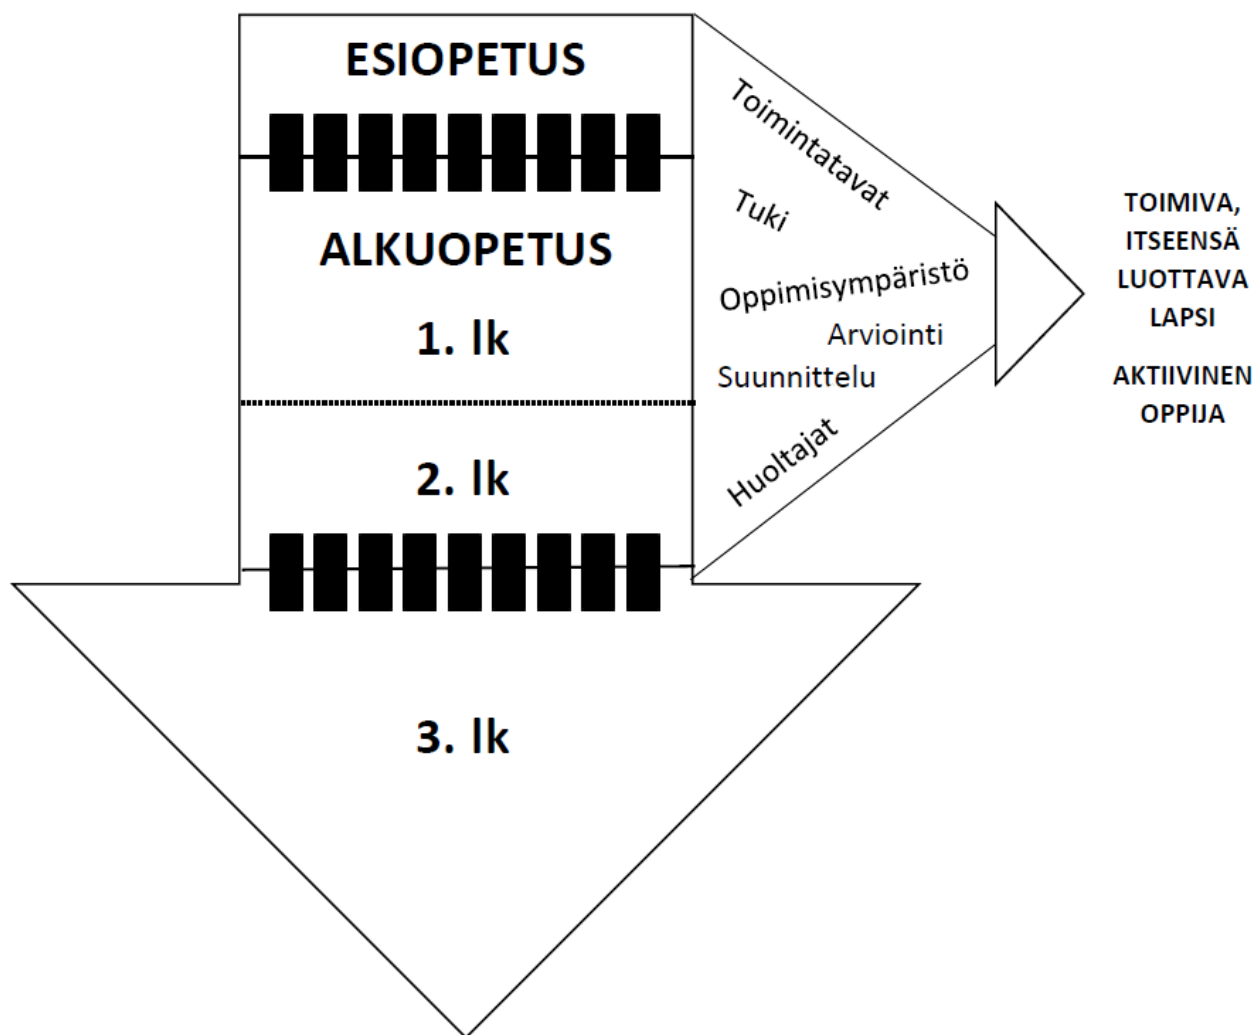 ESIOPETUS
ALKUOPETUS
1. lk
2. lk
3. lk
Toimintatavat
Tuki
Oppimisympäristö
Arviointi
Suunnittelu
Huoltajat
TOIMIVA,
ITSEENSÄ
LUOTTAVA
LAPSI
AKTIIVINEN
OPPIJA